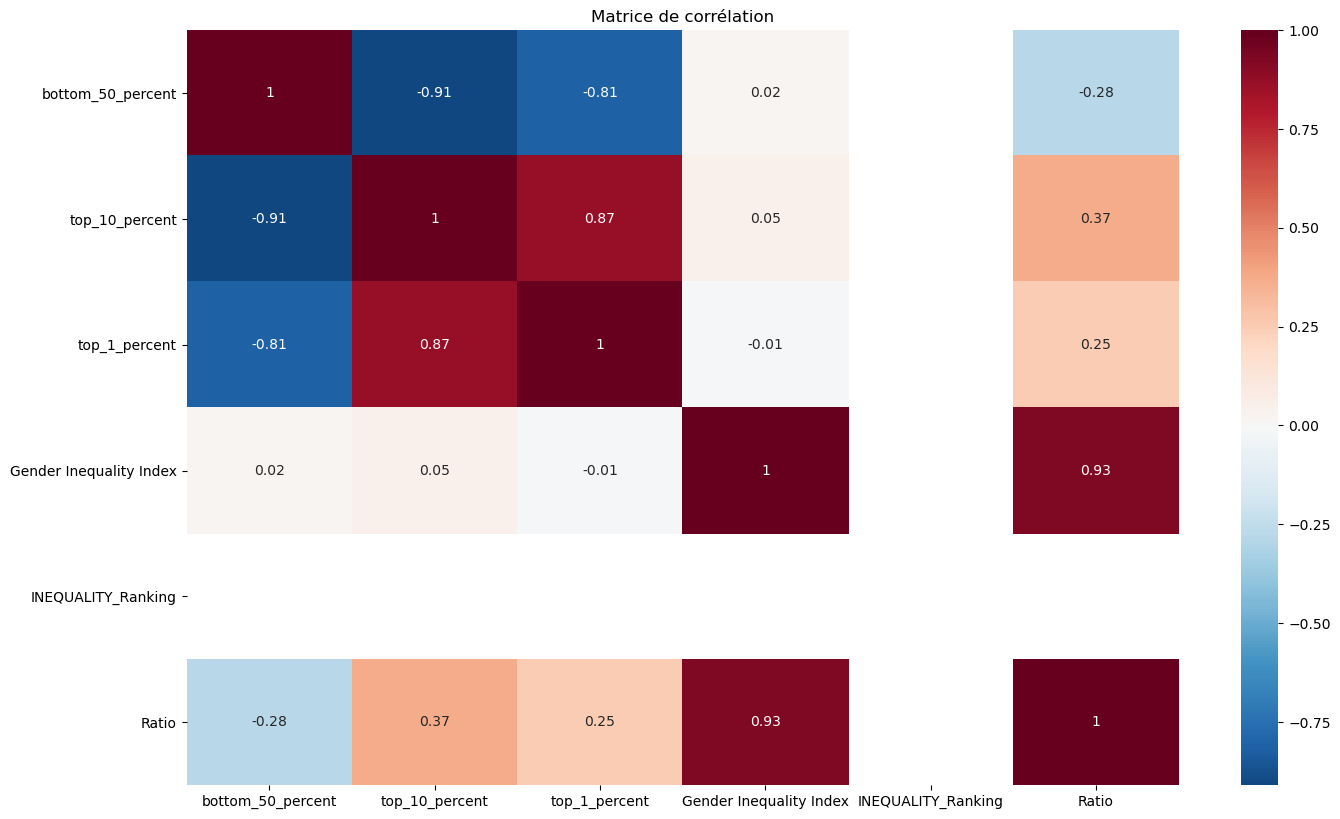 Matrice de corrélation
bottom_50_percent 1 -0.91 -0.81 0.02 -0.28
top_10_percent -0.91 1 0.87 0.05 0.37
top_1_percent -0.81 0.87 1 -0.01 0.25
Gender Inequality Index 0.02 0.05 -0.01 1 0.93
INEQUALITY_Ranking
Ratio -0.28 0.37 0.25 0.93 1
bottom_50_percent top_10_percent top_1_percent Gender Inequality Index INEQUALITY_Ranking Ratio
1.00
0.75
0.50
0.25
0.00
−0.25
−0.50
−0.75